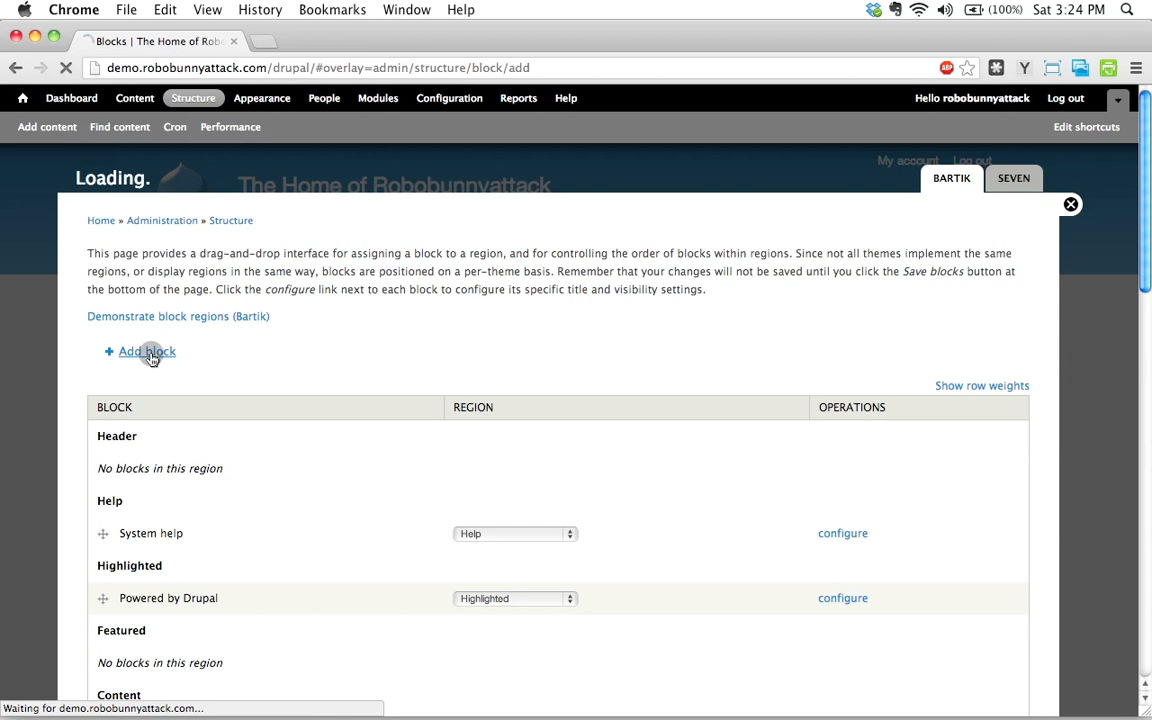 Chrome File Edit View History Bookmarks Window Help (100%) Sat 3:24 PM
Blocks | The Home of Rob
demo.robobunnyattack.com/drupal/#overlay=admin/structure/block/add ABP Y
Dashboard Content Structure Appearance People Modules Configuration Reports Help Hello robobunnyattack Log out
Add content Find content Cron Performance Edit shortcuts
My account Log out
Loading. The Home of Robobunnyattack BARTIK SEVEN
Home » Administration » Structure
This page provides a drag-and-drop interface for assigning a block to a region, and for controlling the order of blocks within regions. Since not all themes implement the
same regions, or display regions in the same way, blocks are positioned on a per-theme basis. Remember that your changes will not be saved until you click the Save blocks button at
the bottom of the page. Click the configure link next to each block to configure its specific title and visibility settings.
Demonstrate block regions (Bartik)
+ Add block
Show row weights
BLOCK REGION OPERATIONS
Header
No blocks in this region
Help
System help Help configure
Highlighted
Powered by Drupal Highlighted configure
Featured
No blocks in this region
Content
Waiting for demo.robobunnyattack.com...